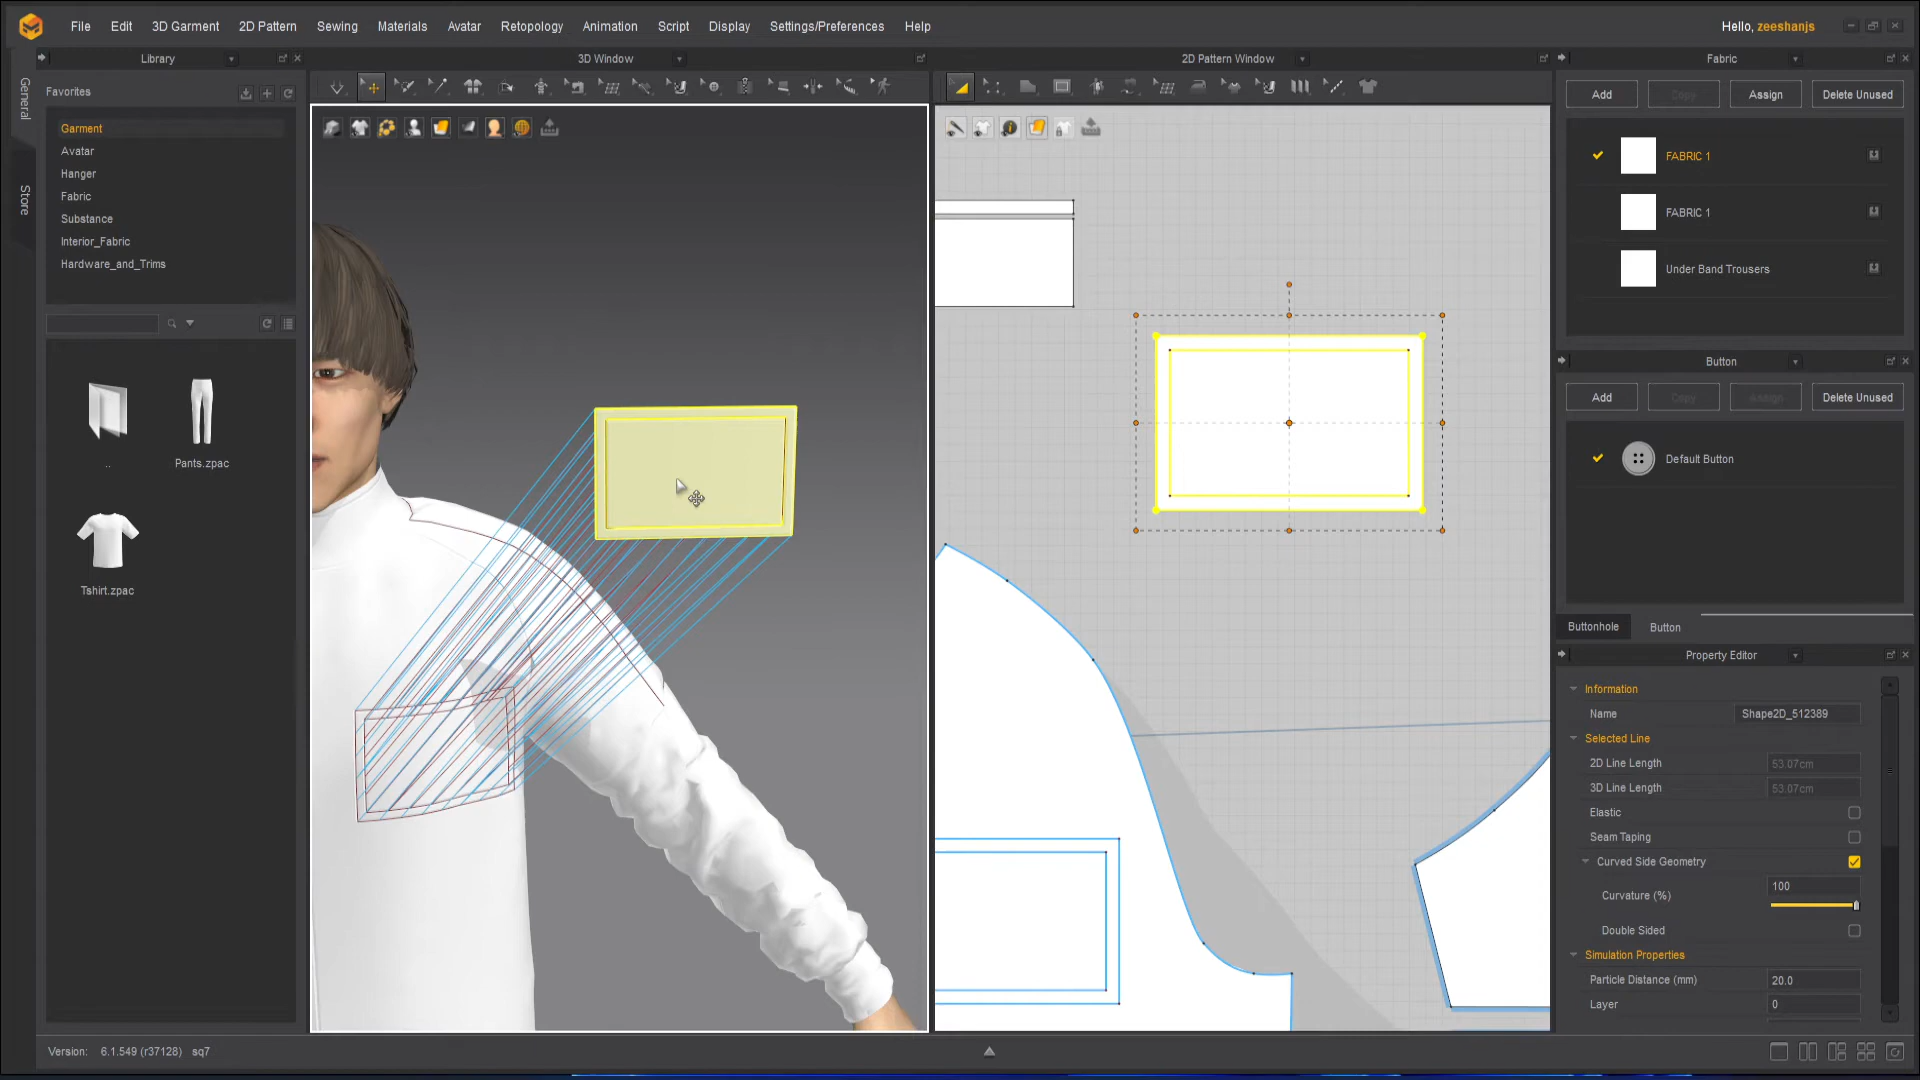 File Edit 3D Garment 2D Pattern Sewing Materials Avatar Retopology Animation Script Display Settings/Preferences Help
Hello, zeeshanjs
General
Store
Library
Favorites
Garment
Avatar
Hanger
Fabric
Substance
Interior_Fabric
Hardware_and_Trims
..
Pants.zpac
Tshirt.zpac
3D Window
2D Pattern Window
Fabric
Add Copy Assign Delete Unused
FABRIC 1
FABRIC 1
Under Band Trousers
Button
Add Copy Assign Delete Unused
Default Button
Buttonhole Button
Property Editor
Information
Name Shape2D_512389
Selected Line
2D Line Length 53.07cm
3D Line Length 53.07cm
Elastic
Seam Taping
Curved Side Geometry
Curvature (%) 100
Double Sided
Simulation Properties
Particle Distance (mm) 20.0
Layer 0
Version: 6.1.549 (r37128) sq7